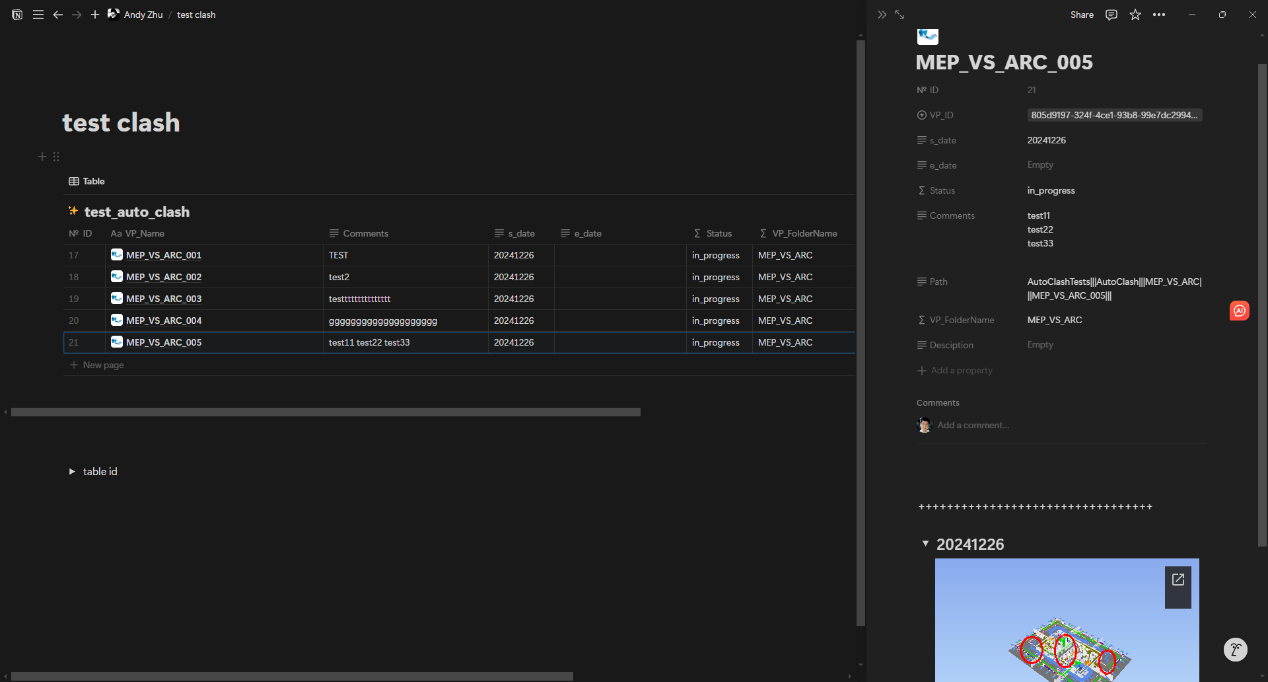 Andy Zhu / test clash
Share
test clash
Table
test_auto_clash
Nº ID Aa VP_Name Comments s_date e_date Σ Status Σ VP_FolderName
17 MEP_VS_ARC_001 TEST 20241226 in_progress MEP_VS_ARC
18 MEP_VS_ARC_002 test2 20241226 in_progress MEP_VS_ARC
19 MEP_VS_ARC_003 20241226 in_progress MEP_VS_ARC
20 MEP_VS_ARC_004 20241226 in_progress MEP_VS_ARC
21 MEP_VS_ARC_005 test11 test22 test33 20241226 in_progress MEP_VS_ARC
+ New page
table id
MEP_VS_ARC_005
Nº ID 21
VP_ID 805d9197-324f-4ce1-93b8-99e7dc2994...
s_date 20241226
e_date Empty
Σ Status in_progress
Comments test11
test22
test33
Path AutoClashTests|||AutoClash|||MEP_VS_ARC|
||MEP_VS_ARC_005|||
Σ VP_FolderName MEP_VS_ARC
Desciption Empty
+ Add a property
Comments
Add a comment...
+++++++++++++++++++++++++++++++++
20241226